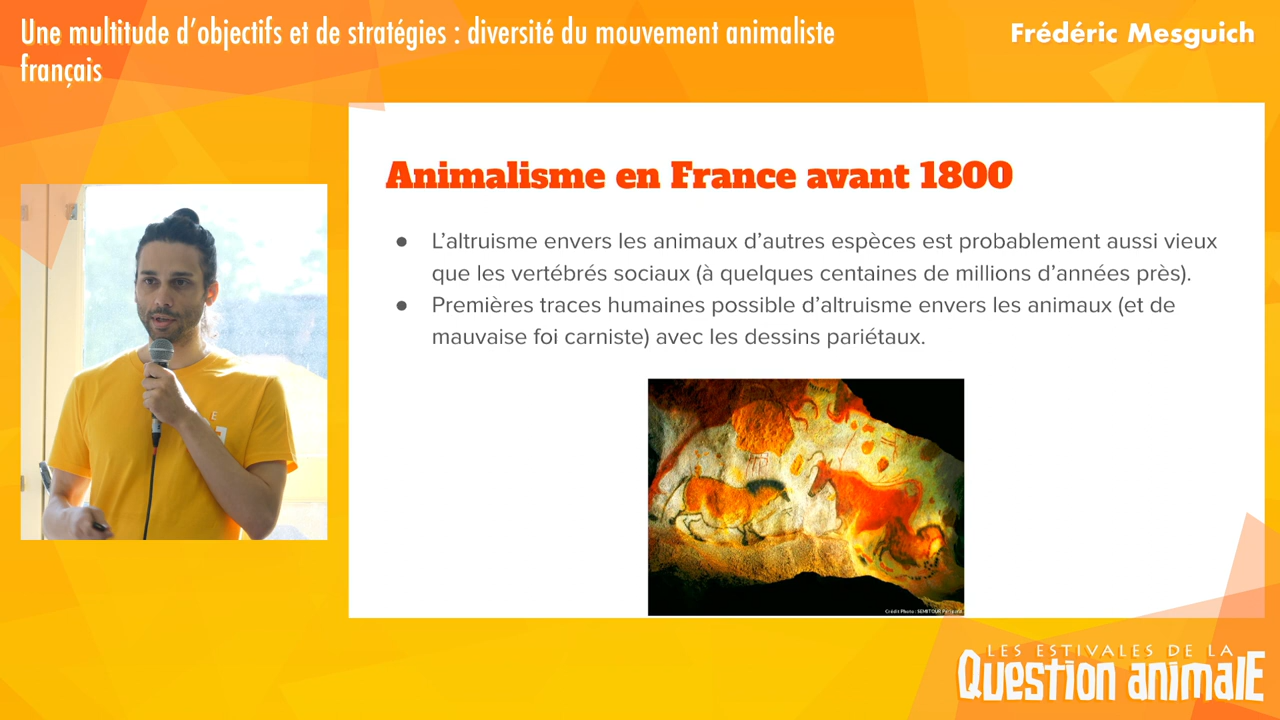 Une multitude d'objectifs et de stratégies : diversité du mouvement animaliste
français
Frédéric Mesguich
Animalisme en France avant 1800
● L'altruisme envers les animaux d'autres espèces est probablement aussi vieux
que les vertébrés sociaux (à quelques centaines de millions d'années près).
● Premières traces humaines possible d'altruisme envers les animaux (et de
mauvaise foi carniste) avec les dessins pariétaux.
E
Crédit Photo : SEMITOUR
LES ESTIVALES DE LA
QUESTION ANIMALE